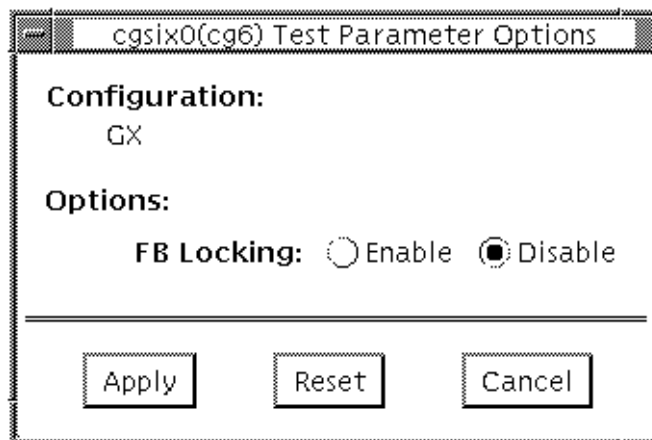 cgsix0(cg6) Test Parameter Options
Configuration:
GX
Options:
FB Locking: Enable Disable
Apply Reset Cancel